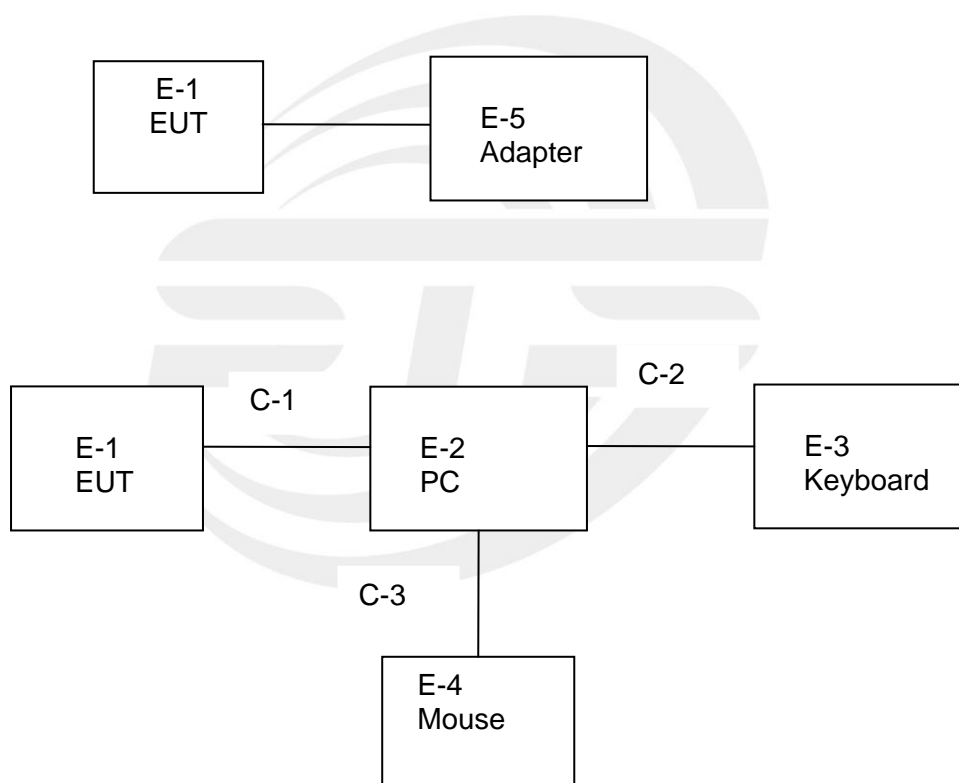 E-1
EUT
E-5
Adapter
C-1
C-2
E-1
EUT
E-2
PC
E-3
Keyboard
C-3
E-4
Mouse